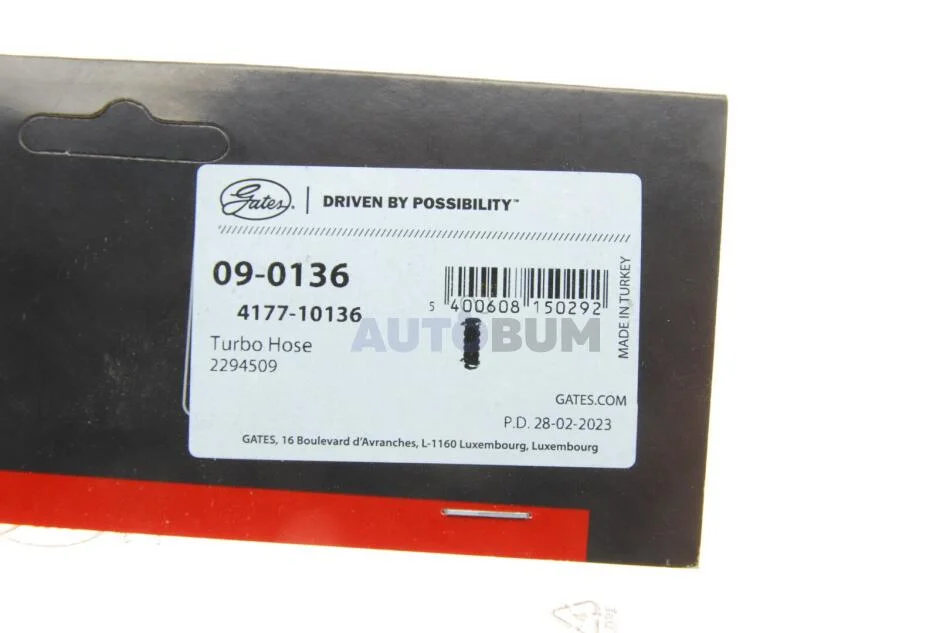 Gates | DRIVEN BY POSSIBILITY™
09-0136
4177-10136
Turbo Hose
2294509
5 400608 150292
MADE IN TURKEY
AUTOBUM
GATES.COM
P.D. 28-02-2023
GATES, 16 Boulevard d'Avranches, L-1160 Luxembourg, Luxembourg